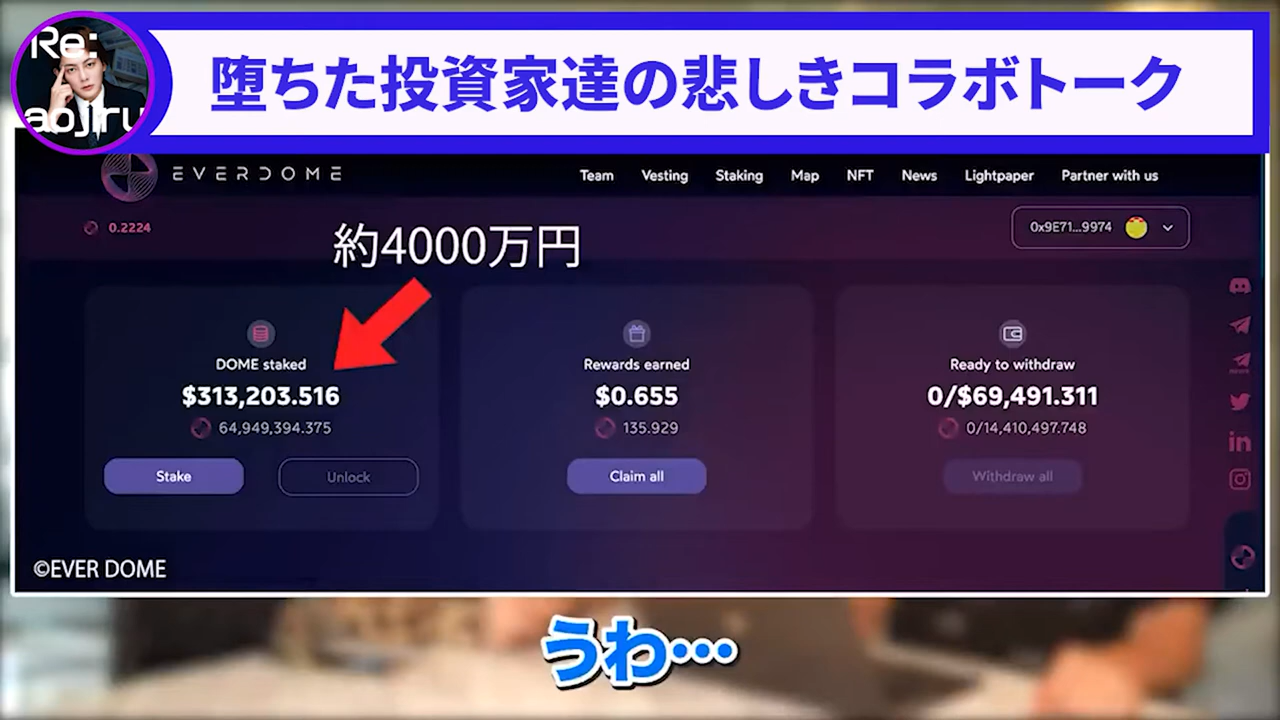 Re:
aojiru
堕ちた投資家達の悲しきコラボトーク
EVERDOME
Team Vesting Staking Map NFT News Lightpaper Partner with us
0.2224
約4000万円
0x9E71...9974
DOME staked
$313,203.516
64,949,394.375
Stake Unlock
Rewards earned
$0.655
135.929
Claim all
Ready to withdraw
0/$69,491.311
0/14,410,497.748
Withdraw all
©EVER DOME
うわ…